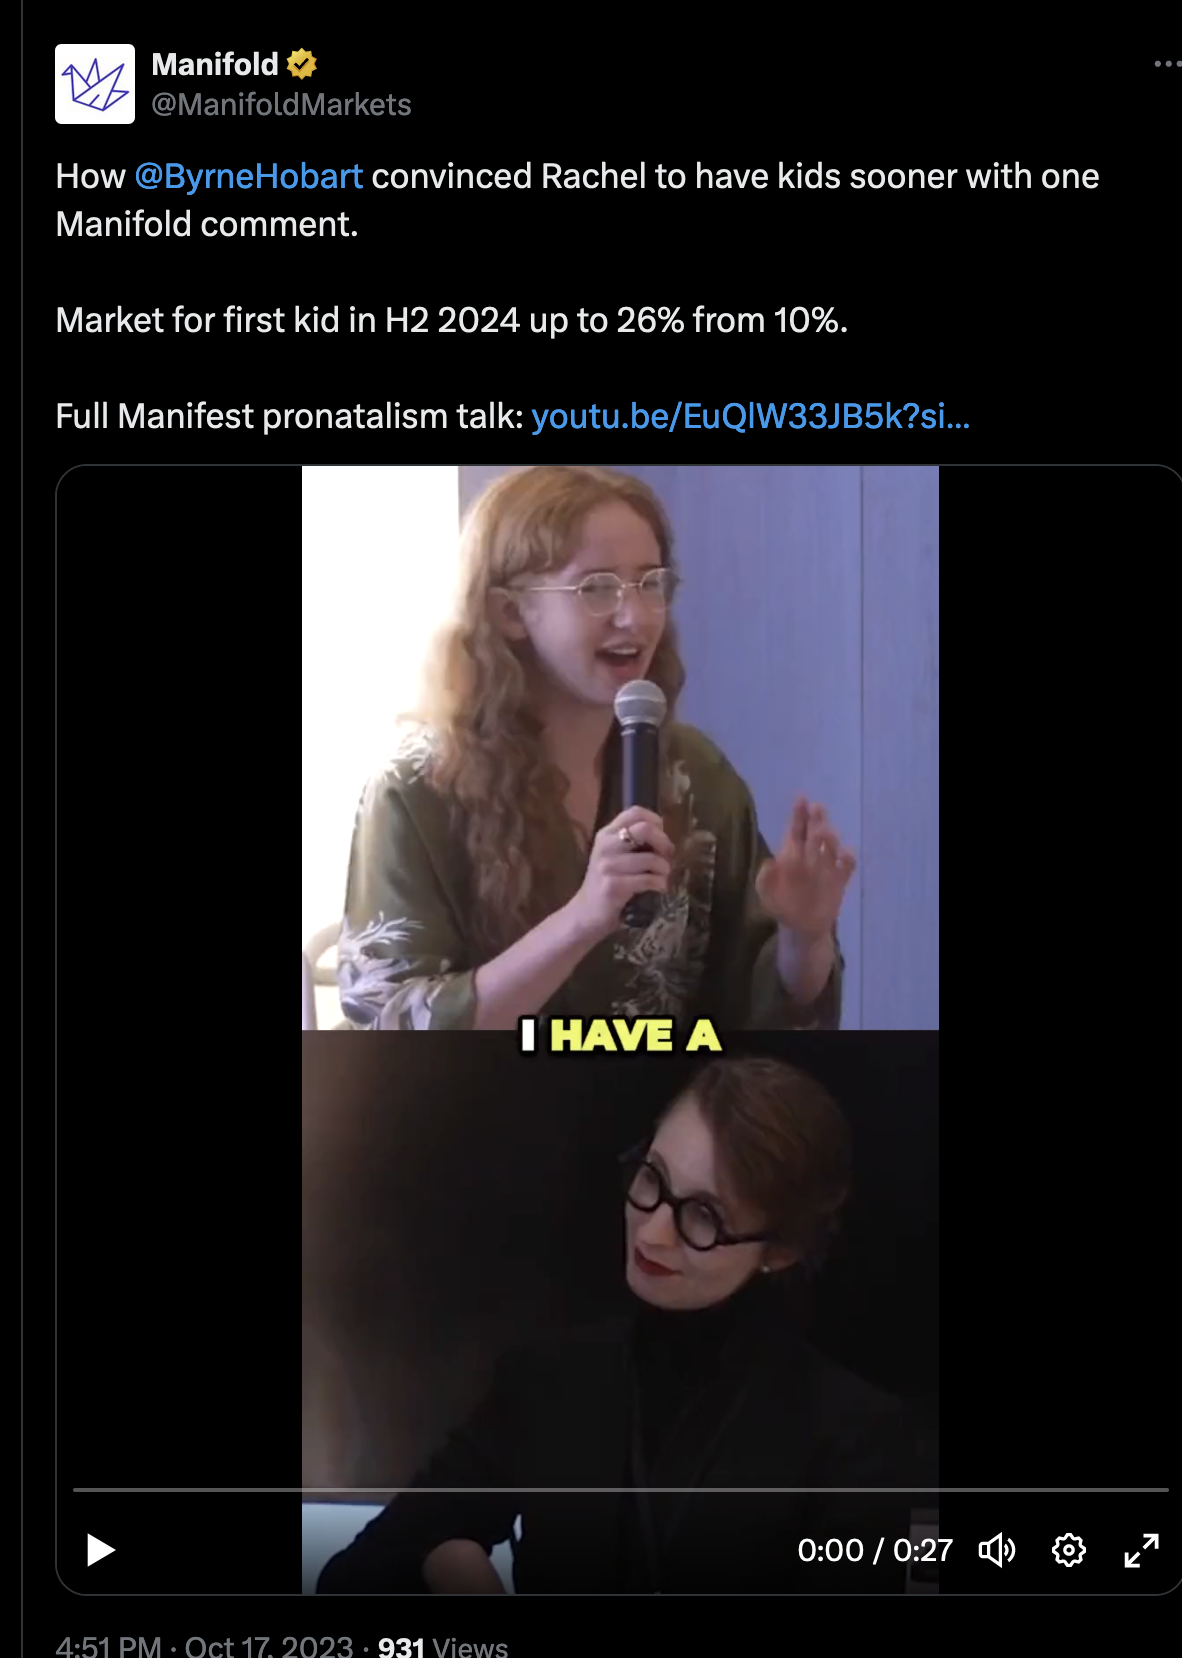 Manifold
@ManifoldMarkets
How @ByrneHobart convinced Rachel to have kids sooner with one
Manifold comment.
Market for first kid in H2 2024 up to 26% from 10%.
Full Manifest pronatalism talk: youtu.be/EuQlW33JB5k?si...
I HAVE A
0:00 / 0:27
4:51 PM · Oct 17, 2023 · 931 Views